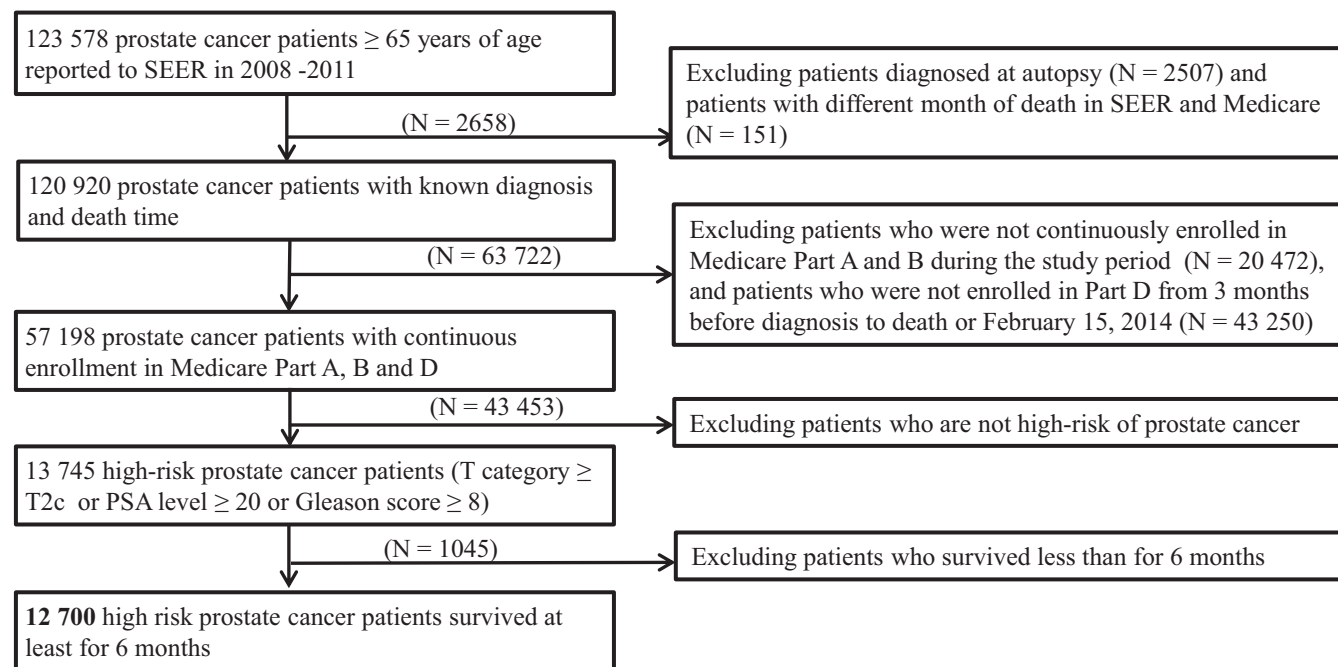 123 578 prostate cancer patients ≥ 65 years of age
reported to SEER in 2008 -2011
Excluding patients diagnosed at autopsy (N = 2507) and
patients with different month of death in SEER and Medicare
(N = 151)
(N = 2658)
120 920 prostate cancer patients with known diagnosis
and death time
Excluding patients who were not continuously enrolled in
Medicare Part A and B during the study period (N = 20 472),
and patients who were not enrolled in Part D from 3 months
before diagnosis to death or February 15, 2014 (N = 43 250)
(N = 63 722)
57 198 prostate cancer patients with continuous
enrollment in Medicare Part A, B and D
(N = 43 453)
Excluding patients who are not high-risk of prostate cancer
13 745 high-risk prostate cancer patients (T category ≥
T2c or PSA level ≥ 20 or Gleason score ≥ 8)
(N = 1045)
Excluding patients who survived less than for 6 months
12 700 high risk prostate cancer patients survived at
least for 6 months